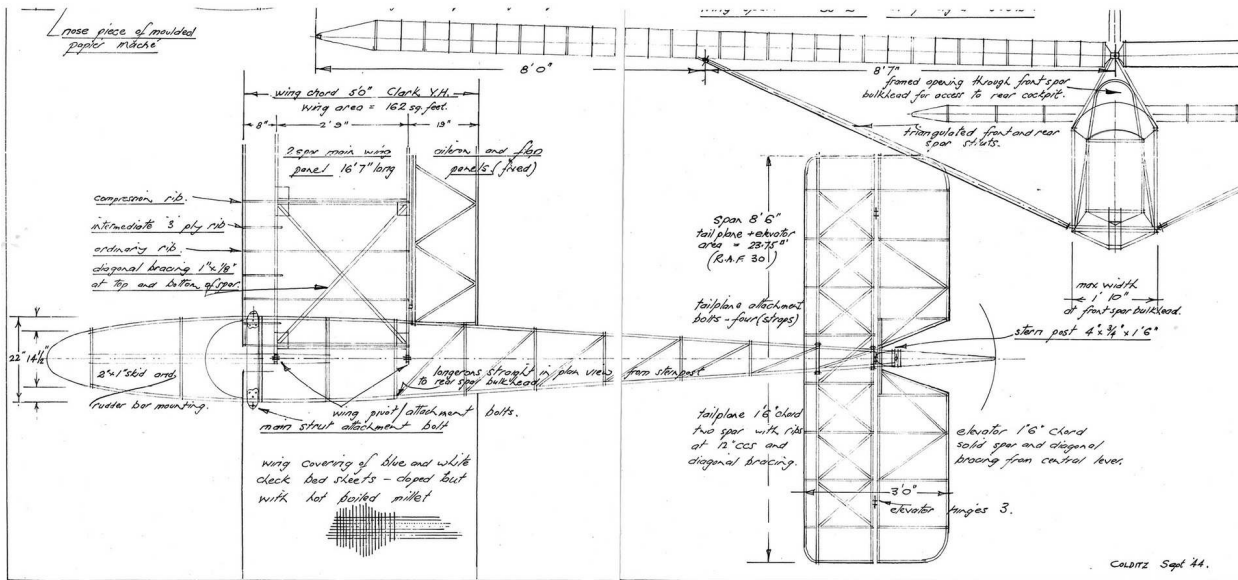 nose piece of moulded
papier mâché
8'0"
8'7"
framed opening through front spar
bulkhead for access to rear cockpit.
wing chord 5'0" Clark Y.H.
wing area = 162 sq. feet.
8"
2'9"
19"
triangulated front and rear
spar struts.
2 spar main wing
panel 16'7" long
aileron and flap
panels (fixed)
compression rib.
intermediate 3 ply rib
ordinary rib
diagonal bracing 1" x 1/8"
at top and bottom of spar.
span 8'6"
tailplane + elevator
area = 23.75 □'
(R.A.F. 30)
max width
1' 10"
at front spar bulkhead.
tailplane attachment
bolts - four (straps)
stern post 4" x 3/4" x 1'6"
22"
14 1/2"
2" x 1" skid and
rudder bar mounting.
longerons straight in plan view from sternpost
to rear spar bulkhead
wing pivot/attachment bolts.
main strut attachment bolt
tailplane 1'6" chord
two spar with ribs
at 12" ccs and
diagonal bracing.
elevator 1'6" chord
solid spar and diagonal
bracing from central lever.
wing covering of blue and white
check bed sheets - doped taut
with hot boiled millet
3'0"
elevator hinges 3.
COLDITZ Sept '44.